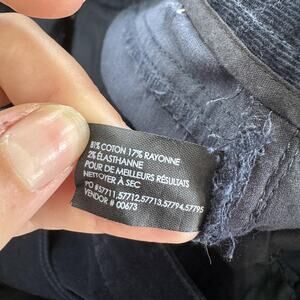 81% COTON 17% RAYONNE
2% ÉLASTHANNE
POUR DE MEILLEURS RÉSULTATS
NETTOYER À SEC
PO #57711,57712,57713,57794,57795
VENDOR # 00673